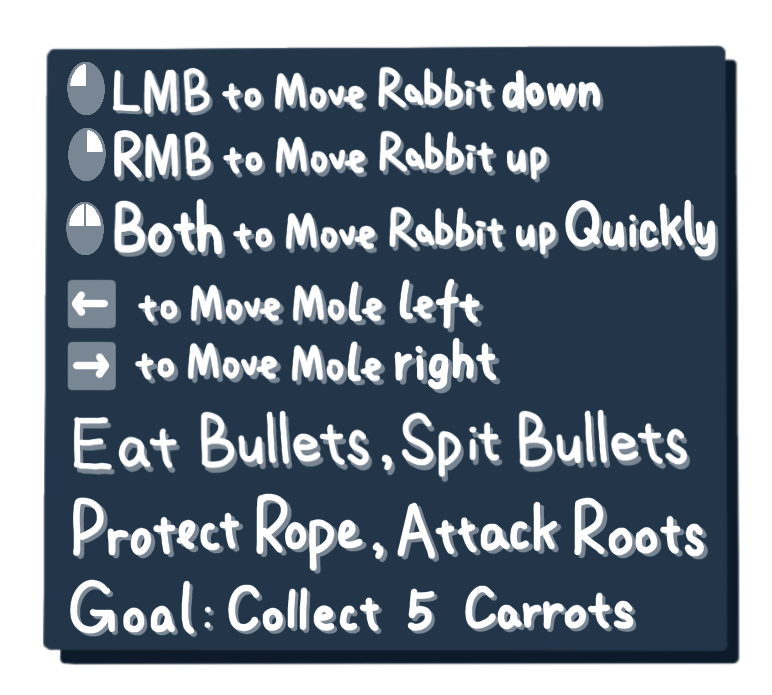 LMB to Move Rabbit down
RMB to Move Rabbit up
Both to Move Rabbit up Quickly
← to Move Mole left
→ to Move Mole right
Eat Bullets, Spit Bullets
Protect Rope, Attack Roots
Goal: Collect 5 Carrots